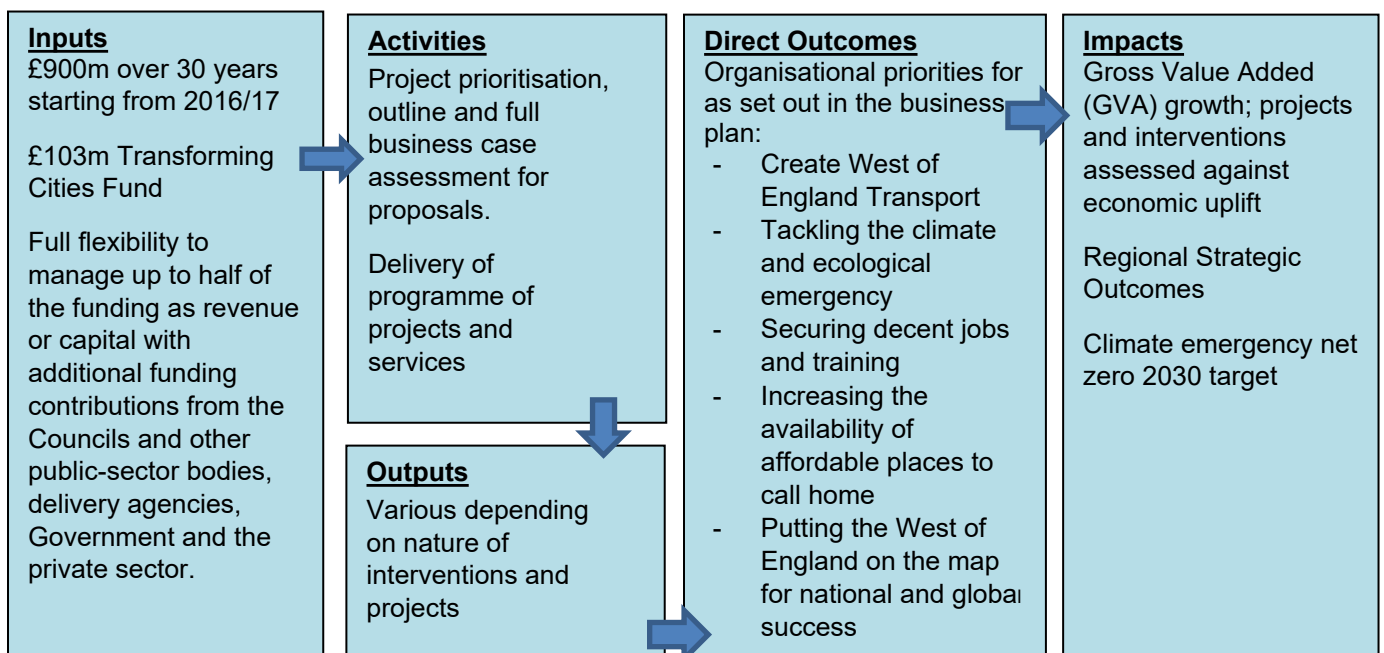 Inputs
£900m over 30 years
starting from 2016/17
£103m Transforming
Cities Fund
Full flexibility to
manage up to half of
the funding as revenue
or capital with
additional funding
contributions from the
Councils and other
public-sector bodies,
delivery agencies,
Government and the
private sector.
Activities
Project prioritisation,
outline and full
business case
assessment for
proposals.
Delivery of
programme of
projects and
services
Outputs
Various depending
on nature of
interventions and
projects
Direct Outcomes
Organisational priorities for
as set out in the business
plan:
- Create West of
England Transport
- Tackling the climate
and ecological
emergency
- Securing decent jobs
and training
- Increasing the
availability of
affordable places to
call home
- Putting the West of
England on the map
for national and global
success
Impacts
Gross Value Added
(GVA) growth; projects
and interventions
assessed against
economic uplift
Regional Strategic
Outcomes
Climate emergency net
zero 2030 target